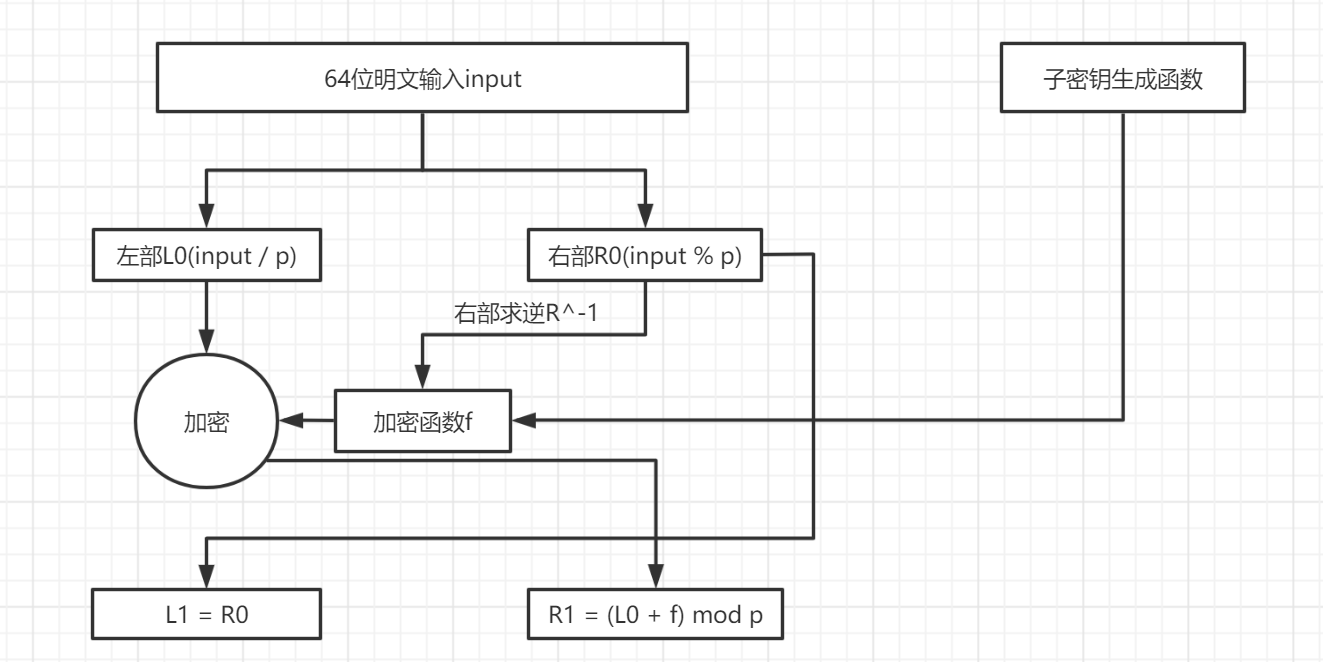 64位明文输入input
子密钥生成函数
左部L0(input / p)
右部R0(input % p)
右部求逆R^-1
加密
加密函数f
L1 = R0
R1 = (L0 + f) mod p